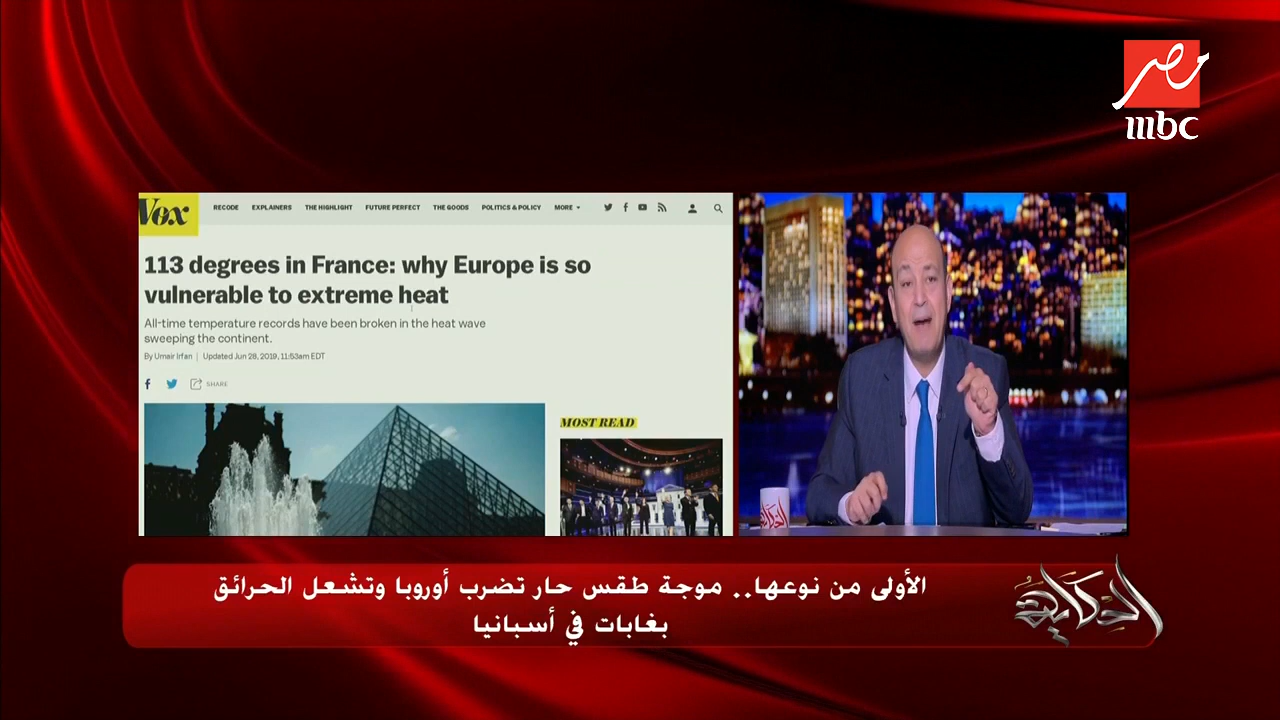 مصر
mbc
Vox
RECODE EXPLAINERS THE HIGHLIGHT FUTURE PERFECT THE GOODS POLITICS & POLICY MORE
113 degrees in France: why Europe is so
vulnerable to extreme heat
All-time temperature records have been broken in the heat wave
sweeping the continent.
By Umair Irfan | Updated Jun 28, 2019, 11:53am EDT
SHARE
MOST READ
الحكاية
الأولى من نوعها.. موجة طقس حار تضرب أوروبا وتشعل الحرائق
بغابات في أسبانيا
الحكاية